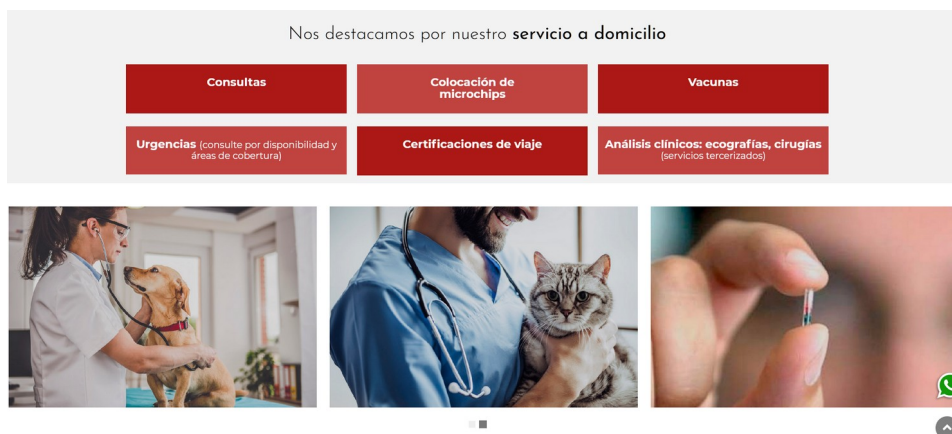 Nos destacamos por nuestro servicio a domicilio
Consultas
Colocación de
microchips
Vacunas
Urgencias (consulte por disponibilidad y
áreas de cobertura)
Certificaciones de viaje
Análisis clínicos: ecografías, cirugías
(servicios tercerizados)